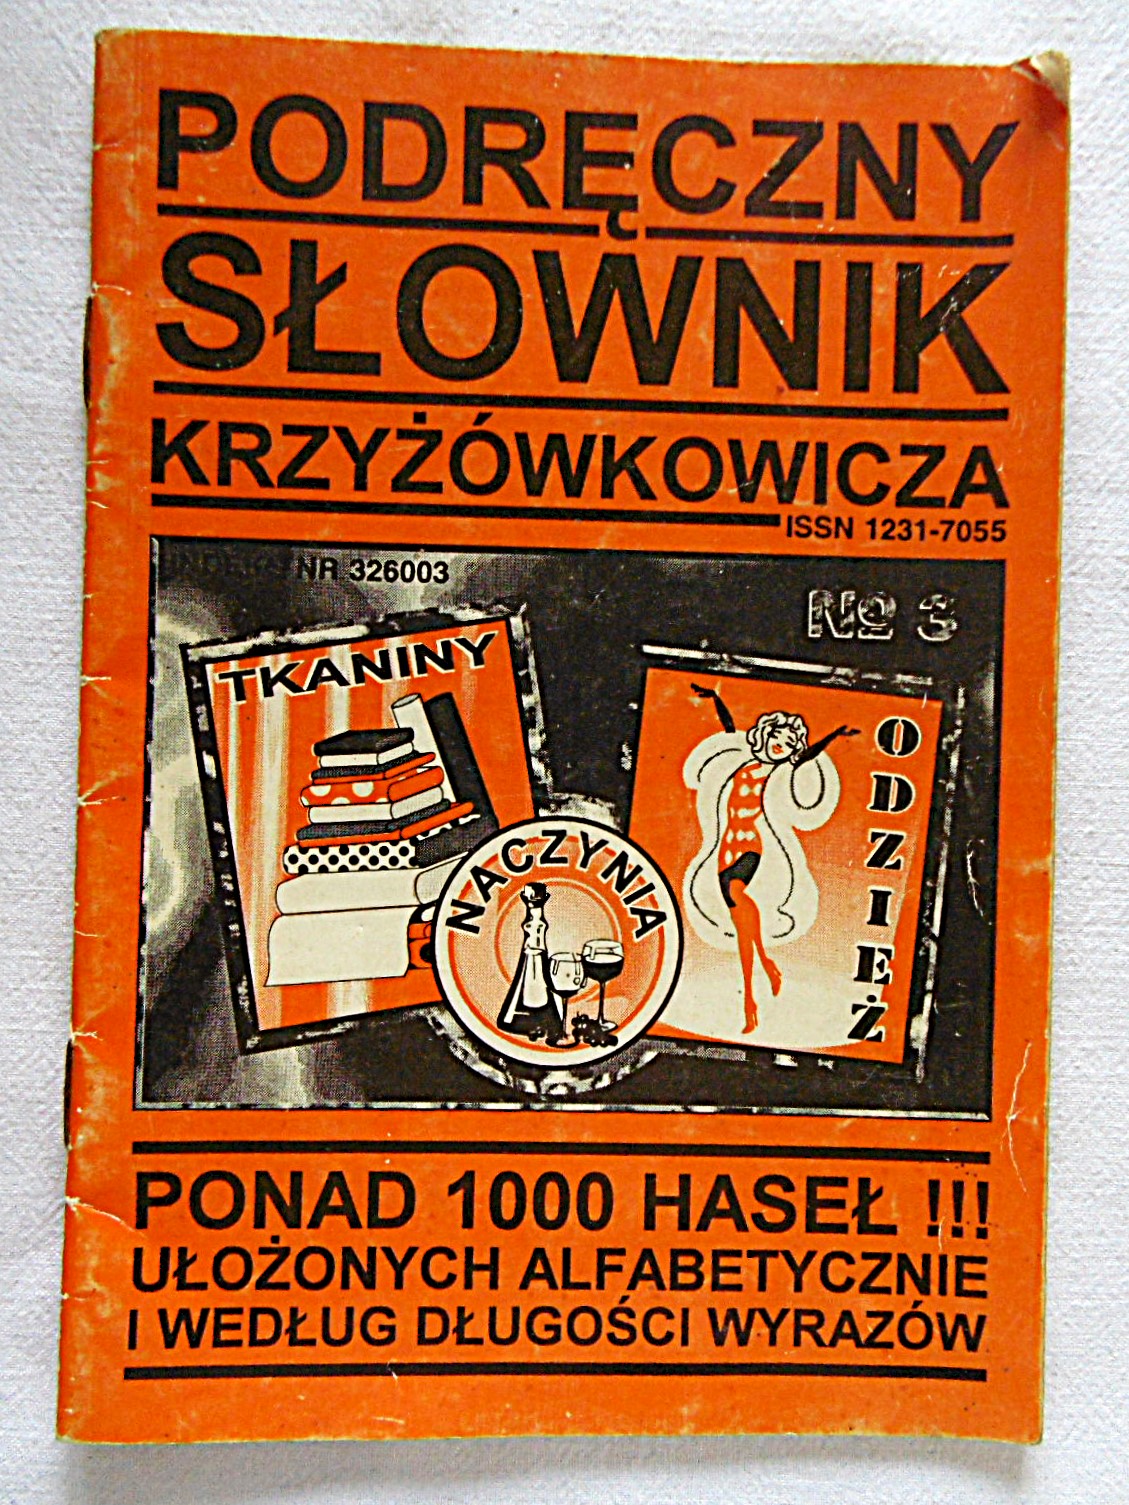 PODRĘCZNY
SŁOWNIK
KRZYŻÓWKOWICZA
ISSN 1231-7055
INDEKS NR 326003
№ 3
TKANINY
ODZIEŻ
NACZYNIA
PONAD 1000 HASEŁ !!!
UŁOŻONYCH ALFABETYCZNIE
I WEDŁUG DŁUGOŚCI WYRAZÓW